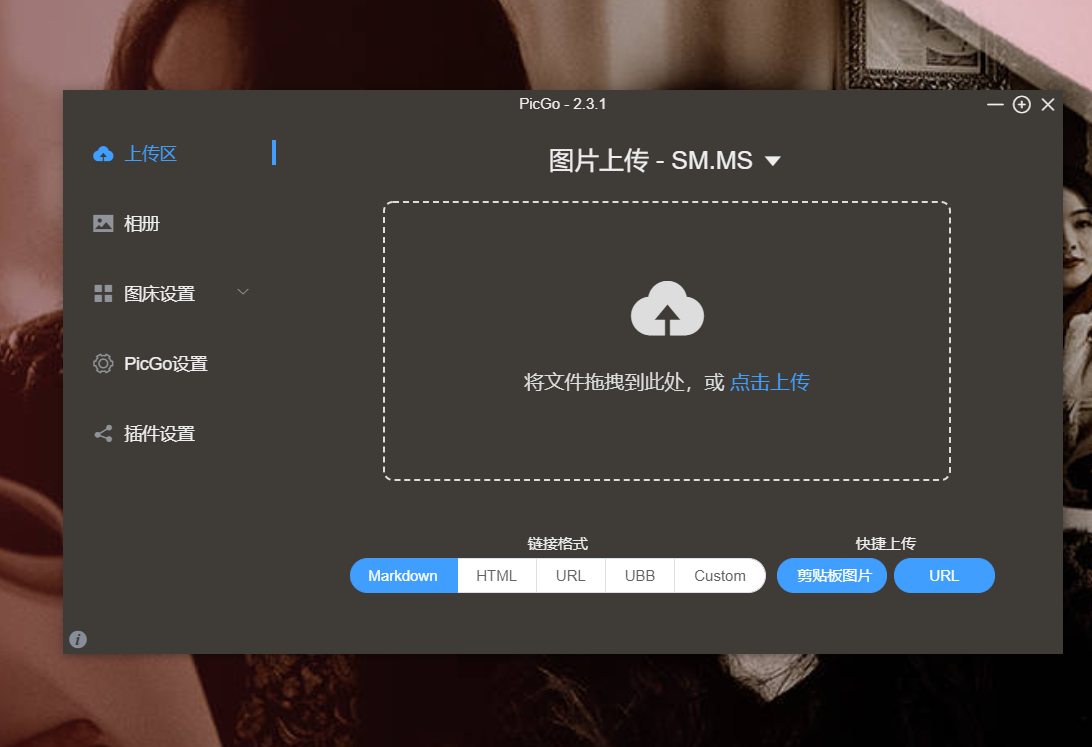 PicGo - 2.3.1
上传区
相册
图床设置
PicGo设置
插件设置
图片上传 - SM.MS
将文件拖拽到此处，或 点击上传
链接格式
Markdown HTML URL UBB Custom
快捷上传
剪贴板图片 URL